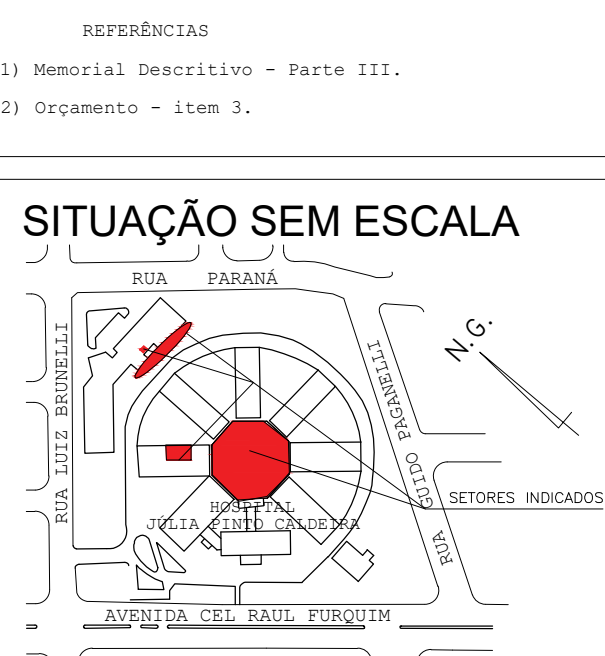 REFERÊNCIAS
1) Memorial Descritivo - Parte III.
2) Orçamento - item 3.
SITUAÇÃO SEM ESCALA
RUA PARANÁ
N.G.
RUA LUIZ BRUNELLI
RUA GUIDO PAGANELLI
SETORES INDICADOS
HOSPITAL
JÚLIA PINTO CALDEIRA
RUA
AVENIDA CEL RAUL FURQUIM